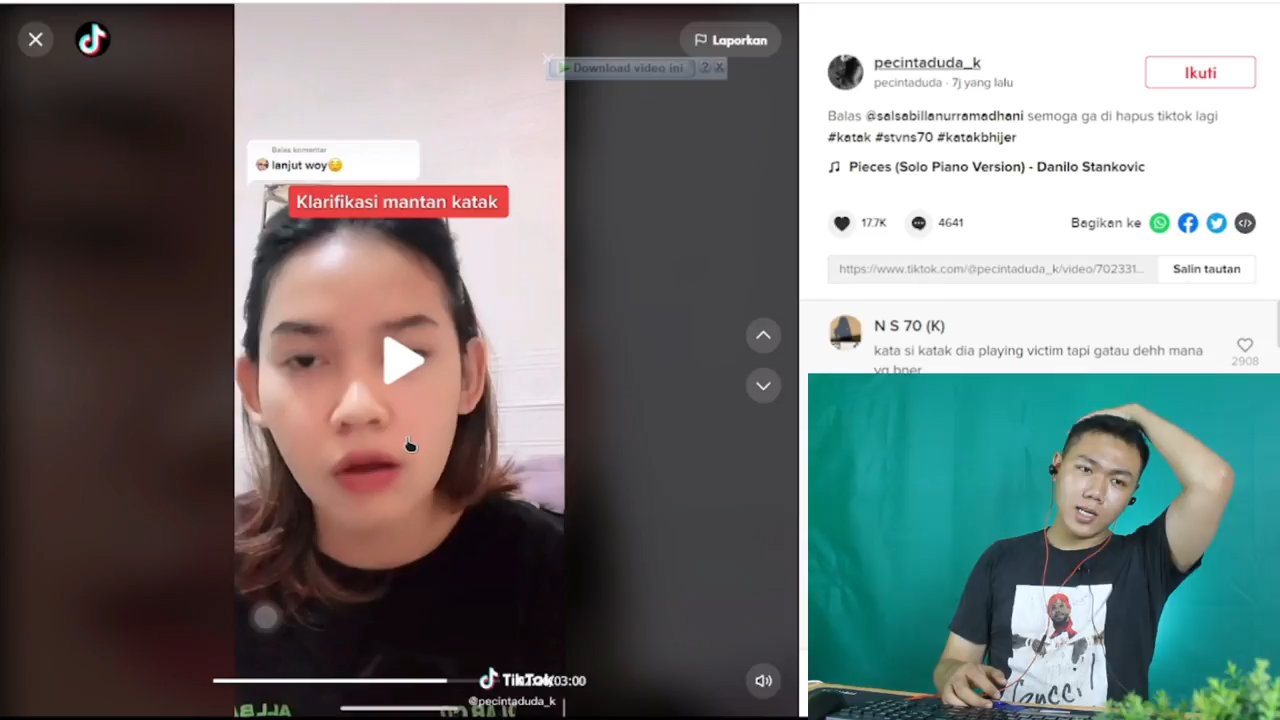 Laporkan
Download video ini
Balas komentar
lanjut woy
Klarifikasi mantan katak
TikTok
03:00
@pecintaduda_k
pecintaduda_k
pecintaduda · 7j yang lalu
Ikuti
Balas @salsabillanurramadhani semoga ga di hapus tiktok lagi
#katak #stvns70 #katakbhijer
Pieces (Solo Piano Version) - Danilo Stankovic
17.7K
4641
Bagikan ke
https://www.tiktok.com/@pecintaduda_k/video/702331...
Salin tautan
N S 70 (K)
kata si katak dia playing victim tapi gatau dehh mana
yg bner
2908